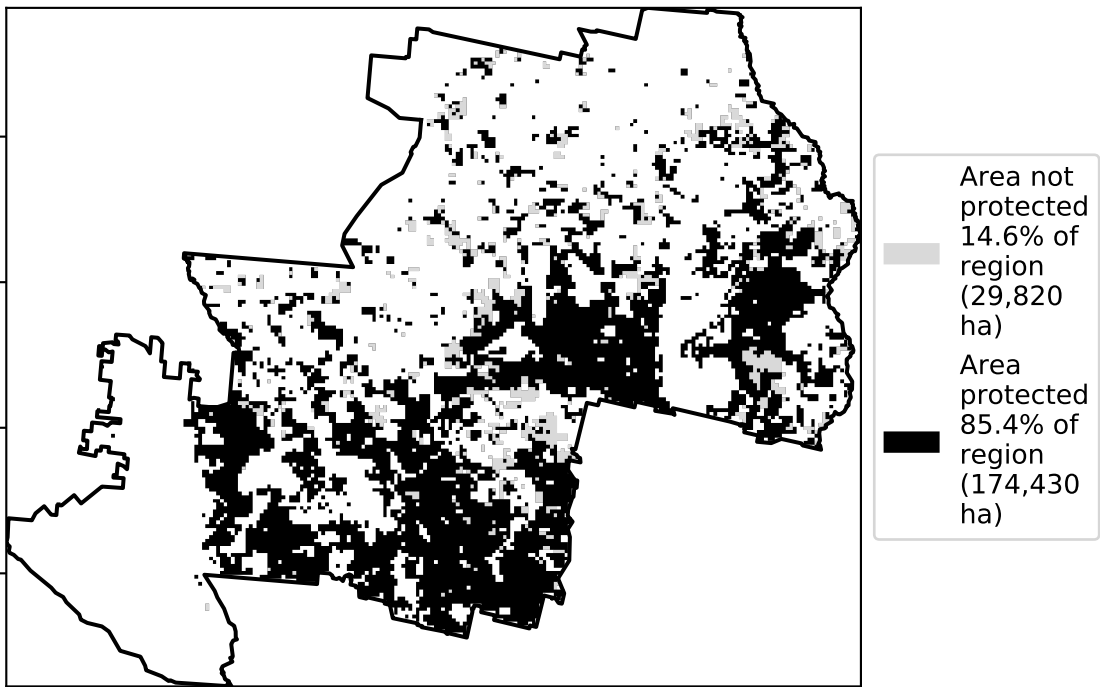 Area not
protected
14.6% of
region
(29,820
ha)
Area
protected
85.4% of
region
(174,430
ha)